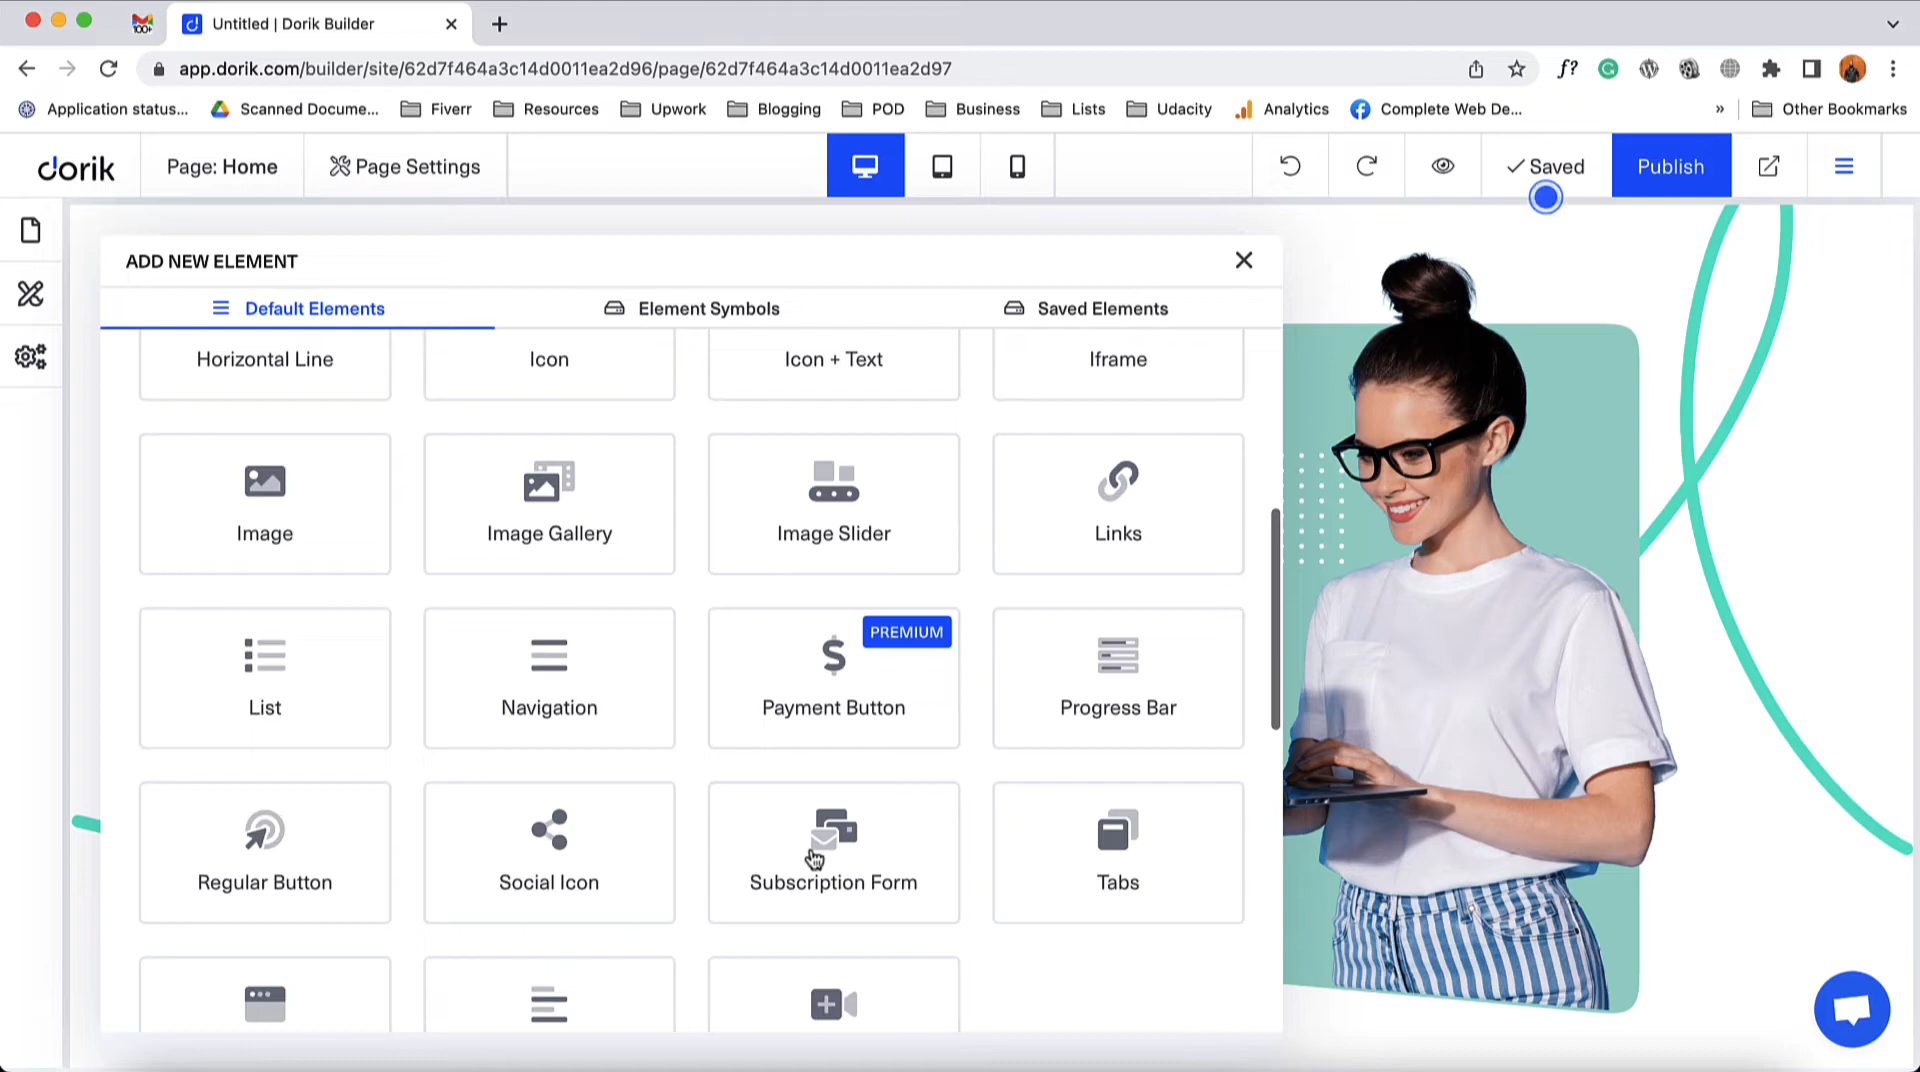 100+
Untitled | Dorik Builder
app.dorik.com/builder/site/62d7f464a3c14d0011ea2d96/page/62d7f464a3c14d0011ea2d97
f?
Application status...
Scanned Docume...
Fiverr
Resources
Upwork
Blogging
POD
Business
Lists
Udacity
Analytics
Complete Web De...
»
Other Bookmarks
dorik
Page: Home
Page Settings
Saved
Publish
ADD NEW ELEMENT
Default Elements
Element Symbols
Saved Elements
Horizontal Line
Icon
Icon + Text
Iframe
Image
Image Gallery
Image Slider
Links
PREMIUM
List
Navigation
Payment Button
Progress Bar
Regular Button
Social Icon
Subscription Form
Tabs